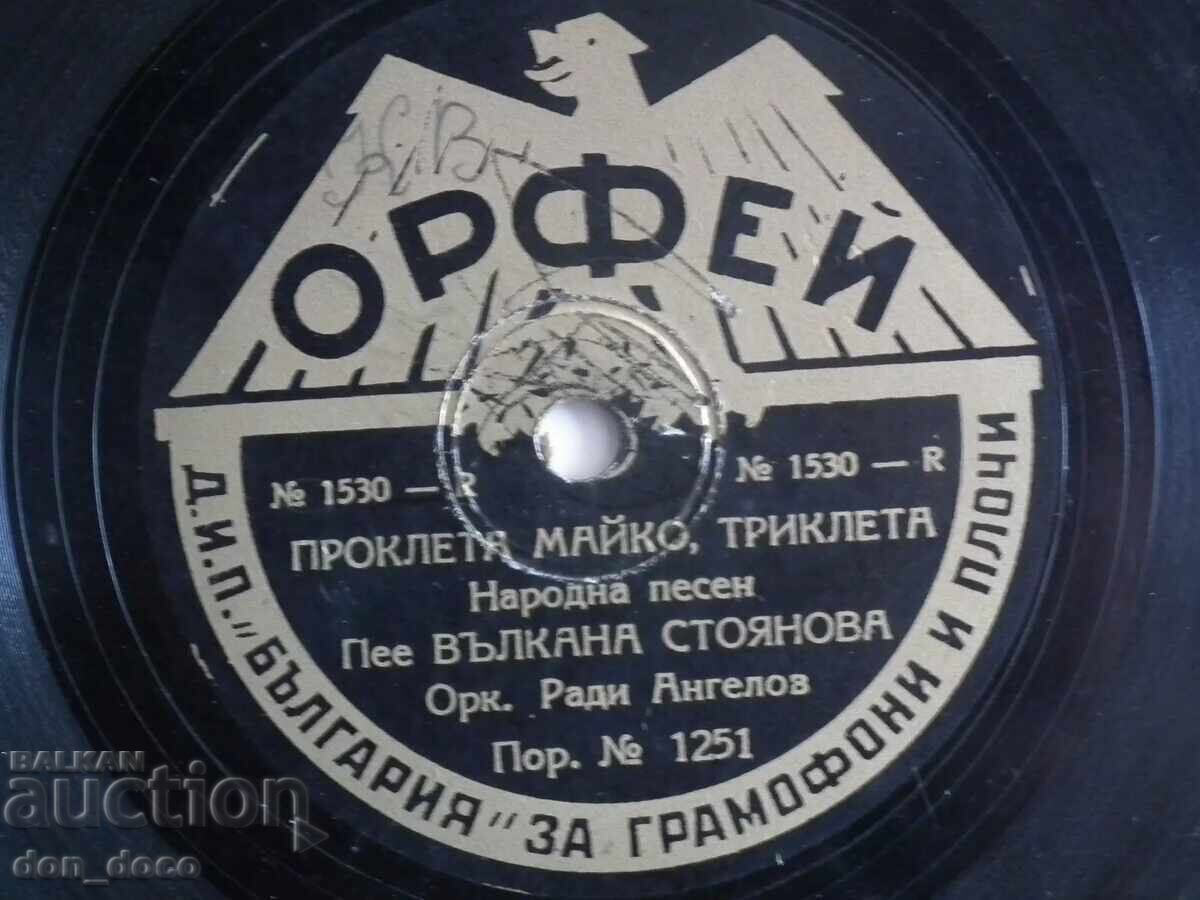 Н.В.
ОРФЕЙ
№ 1530 — R
№ 1530 — R
ПРОКЛЕТА МАЙКО, ТРИКЛЕТА
Народна песен
Пее ВЪЛКАНА СТОЯНОВА
Орк. Ради Ангелов
Пор. № 1251
Д.И.П. „БЪЛГАРИЯ" ЗА ГРАМОФОНИ И ПЛОЧИ
BALKAN
auction
don_doco